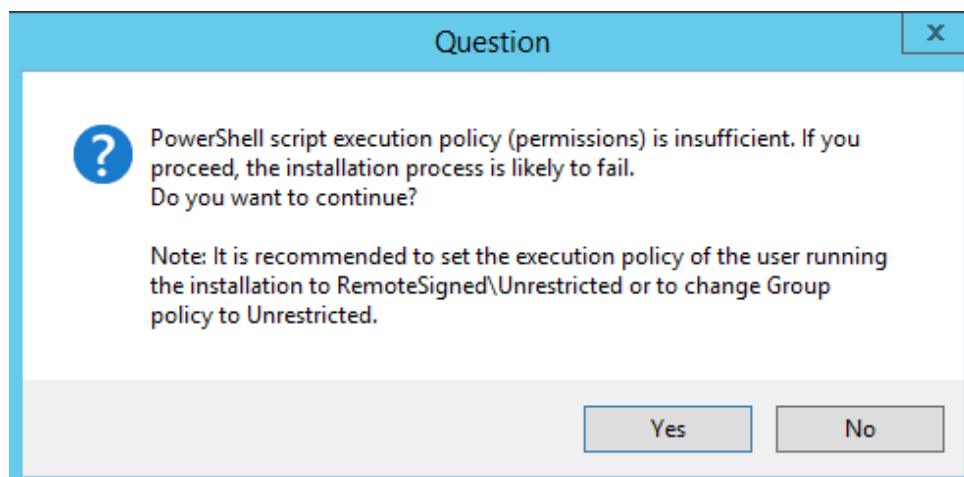 Question
x
PowerShell script execution policy (permissions) is insufficient. If you
proceed, the installation process is likely to fail.
Do you want to continue?
Note: It is recommended to set the execution policy of the user running
the installation to RemoteSigned\Unrestricted or to change Group
policy to Unrestricted.
Yes
No